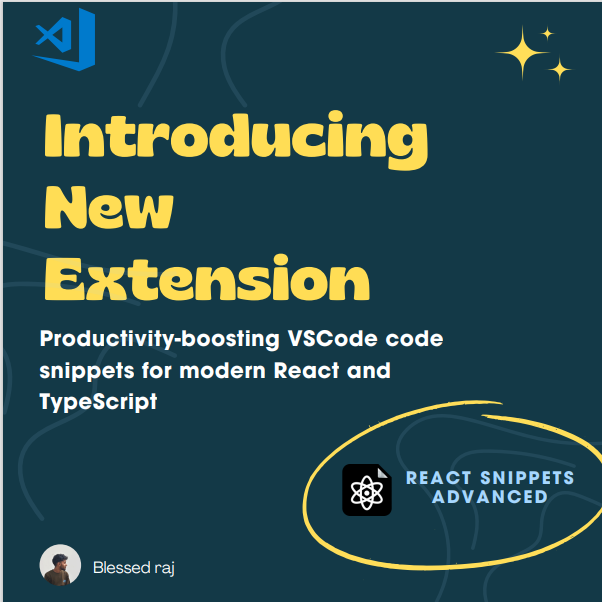 Introducing
New
Extension
Productivity-boosting VSCode code
snippets for modern React and
TypeScript
REACT SNIPPETS
ADVANCED
Blessed raj